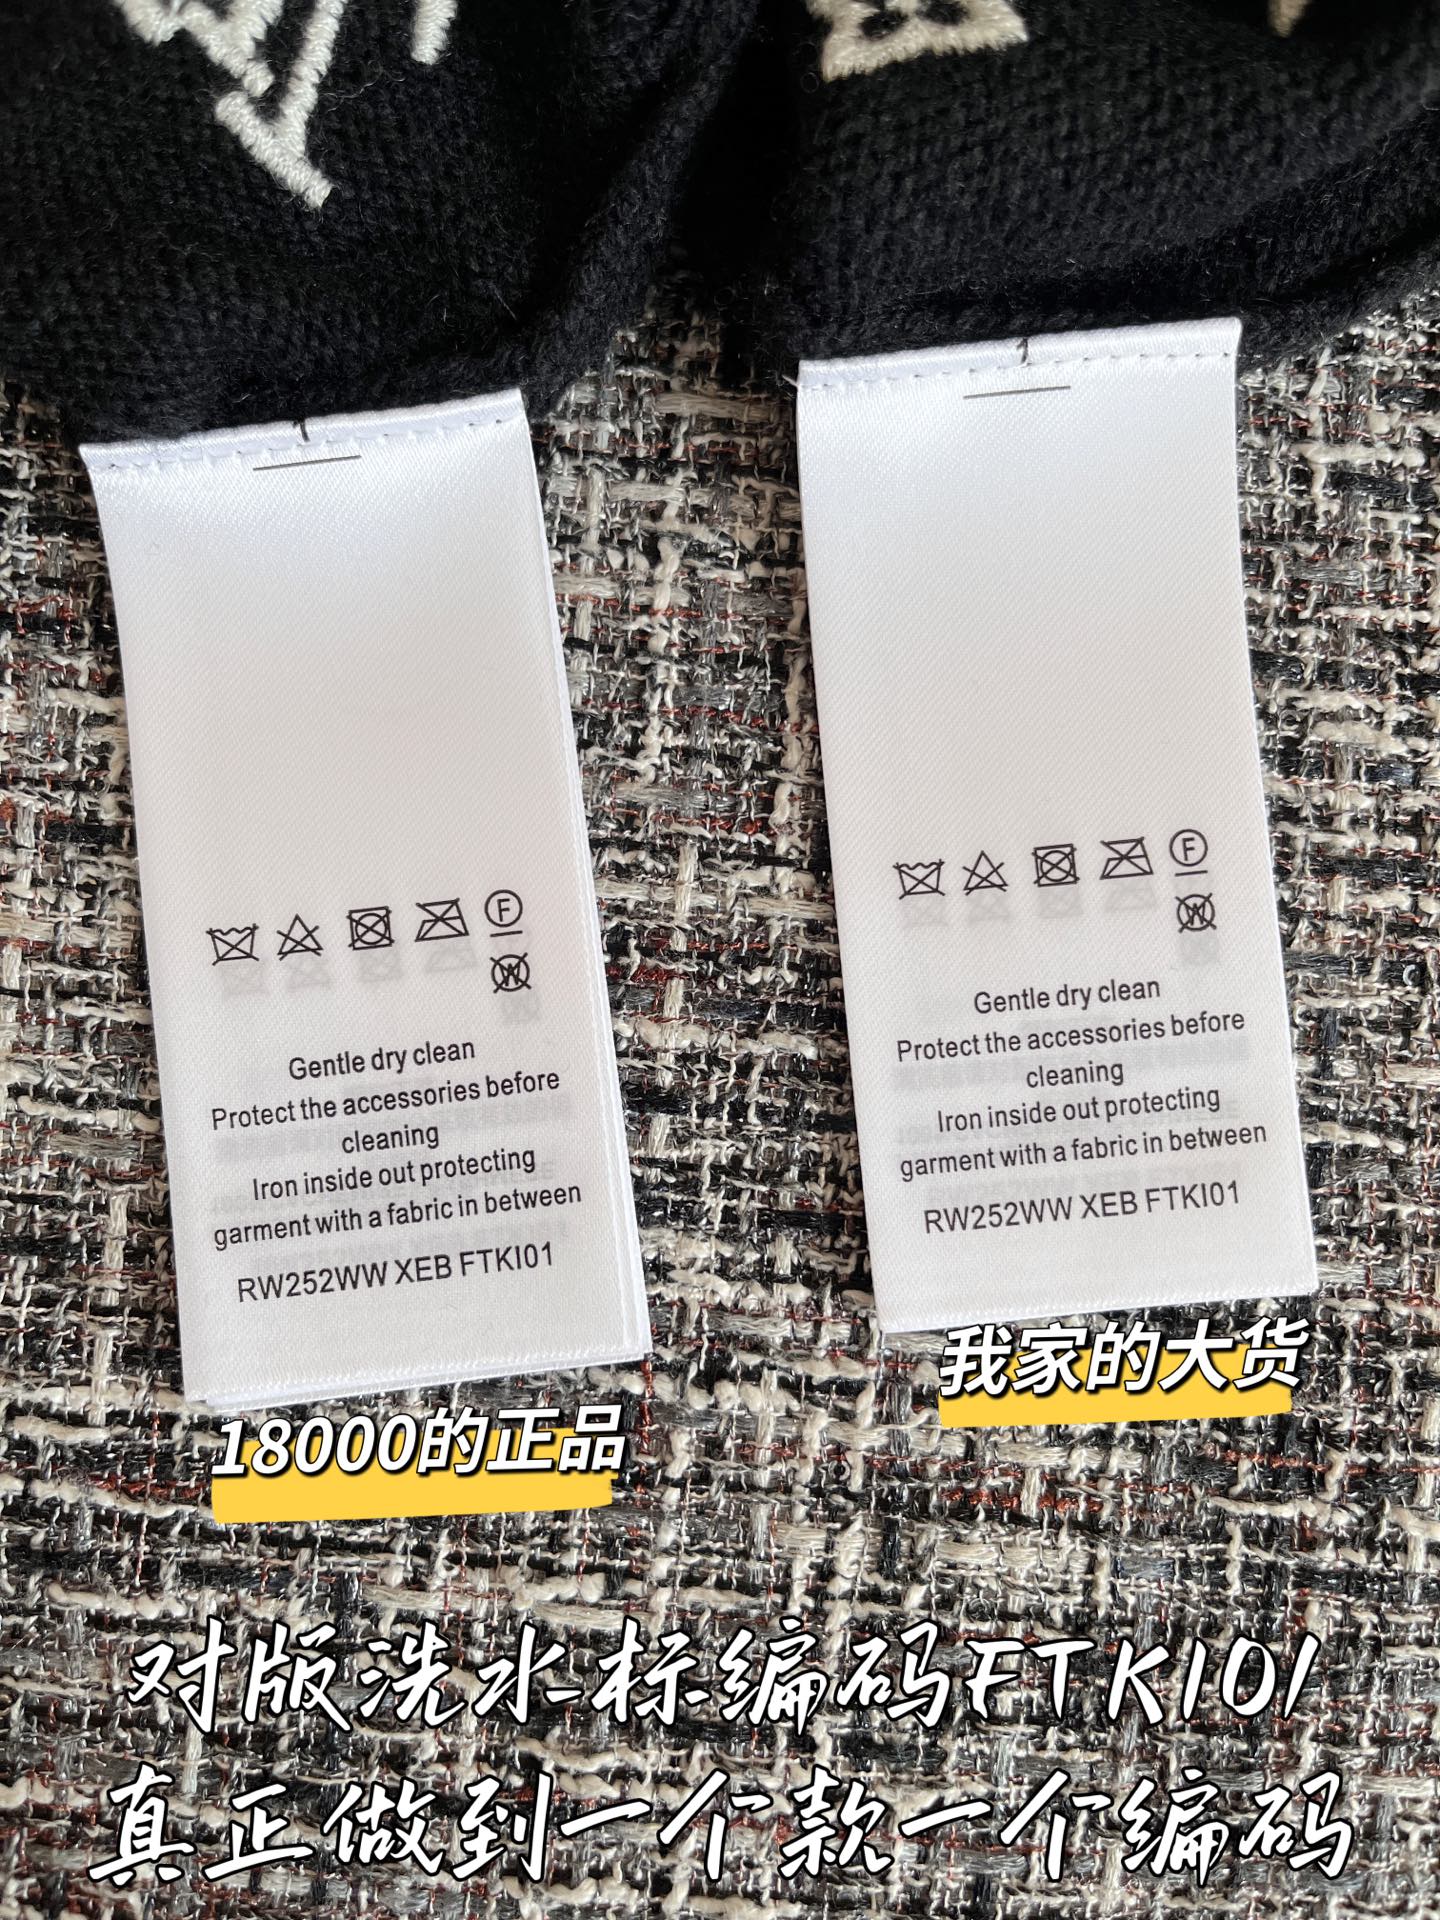 Gentle dry clean
Protect the accessories before
cleaning
Iron inside out protecting
garment with a fabric in between
RW252WW XEB FTKI01
F
W
Gentle dry clean
Protect the accessories before
cleaning
Iron inside out protecting
garment with a fabric in between
RW252WW XEB FTKI01
F
W
我家的大货
18000的正品
对版洗水标编码FTKI01
真正做到一个款一个编码